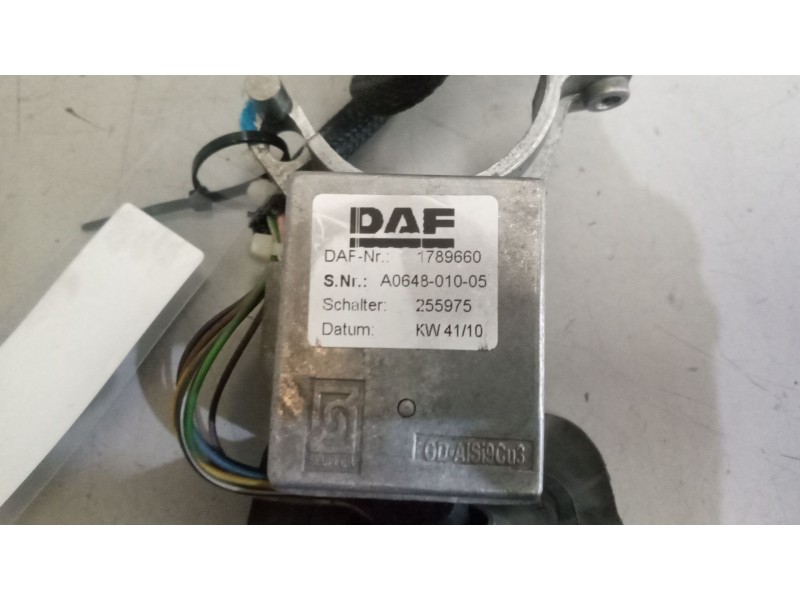 DAF
DAF-Nr.: 1789660
S.Nr.: A0648-010-05
Schalter: 255975
Datum: KW 41/10
GD-AlSi9Cu3